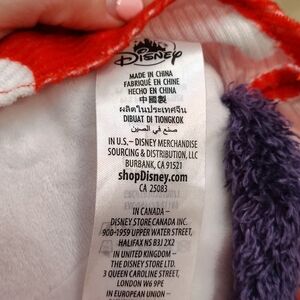 Disney
MADE IN CHINA
FABRIQUÉ EN CHINE
HECHO EN CHINA
中國製
ผลิตในประเทศจีน
DIBUAT DI TIONGKOK
صنع في الصين
IN U.S.– DISNEY MERCHANDISE
SOURCING & DISTRIBUTION, LLC
BURBANK, CA 91521
shopDisney.com
CA 25083
IN CANADA –
DISNEY STORE CANADA INC.
900-1959 UPPER WATER STREET,
HALIFAX NS B3J 2X2
IN UNITED KINGDOM –
THE DISNEY STORE LTD.
3 QUEEN CAROLINE STREET,
LONDON W6 9PE
IN EUROPEAN UNION –